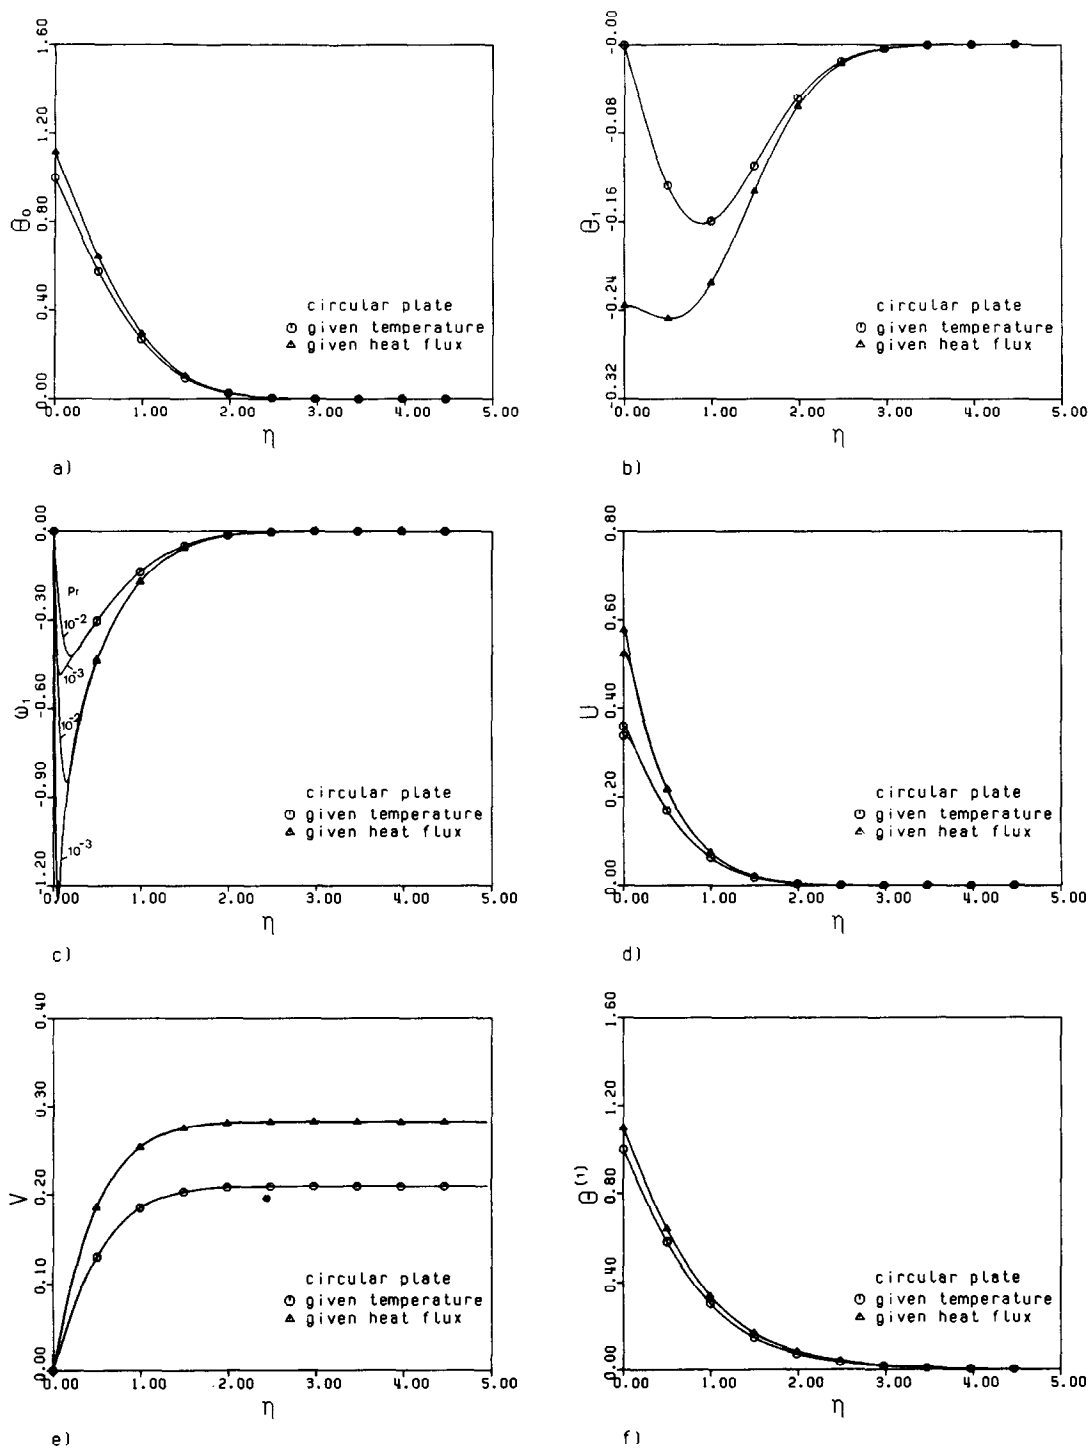 1.60
1.20
0.80
0.40
0.00
θ₀
circular plate
given temperature
given heat flux
0.00 1.00 2.00 3.00 4.00 5.00
η
a)
-0.00
-0.08
-0.16
-0.24
-0.32
θ₁
circular plate
given temperature
given heat flux
0.00 1.00 2.00 3.00 4.00 5.00
η
b)
0.00
-0.30
-0.60
-0.90
-1.20
ω₁
Pr
10⁻²
10⁻³
10⁻²
10⁻³
circular plate
given temperature
given heat flux
0.00 1.00 2.00 3.00 4.00 5.00
η
c)
0.80
0.60
0.40
0.20
0.00
U
circular plate
given temperature
given heat flux
0.00 1.00 2.00 3.00 4.00 5.00
η
d)
0.40
0.30
0.20
0.10
0.00
V
circular plate
given temperature
given heat flux
0.00 1.00 2.00 3.00 4.00 5.00
η
e)
1.60
1.20
0.80
0.40
0.00
θ⁽¹⁾
circular plate
given temperature
given heat flux
0.00 1.00 2.00 3.00 4.00 5.00
η
f)